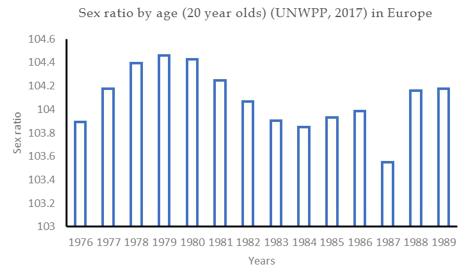 Sex ratio by age (20 year olds) (UNWPP, 2017) in Europe
104.6
104.4
104.2
104
103.8
103.6
103.4
103.2
103
Sex ratio
1976 1977 1978 1979 1980 1981 1982 1983 1984 1985 1986 1987 1988 1989
Years